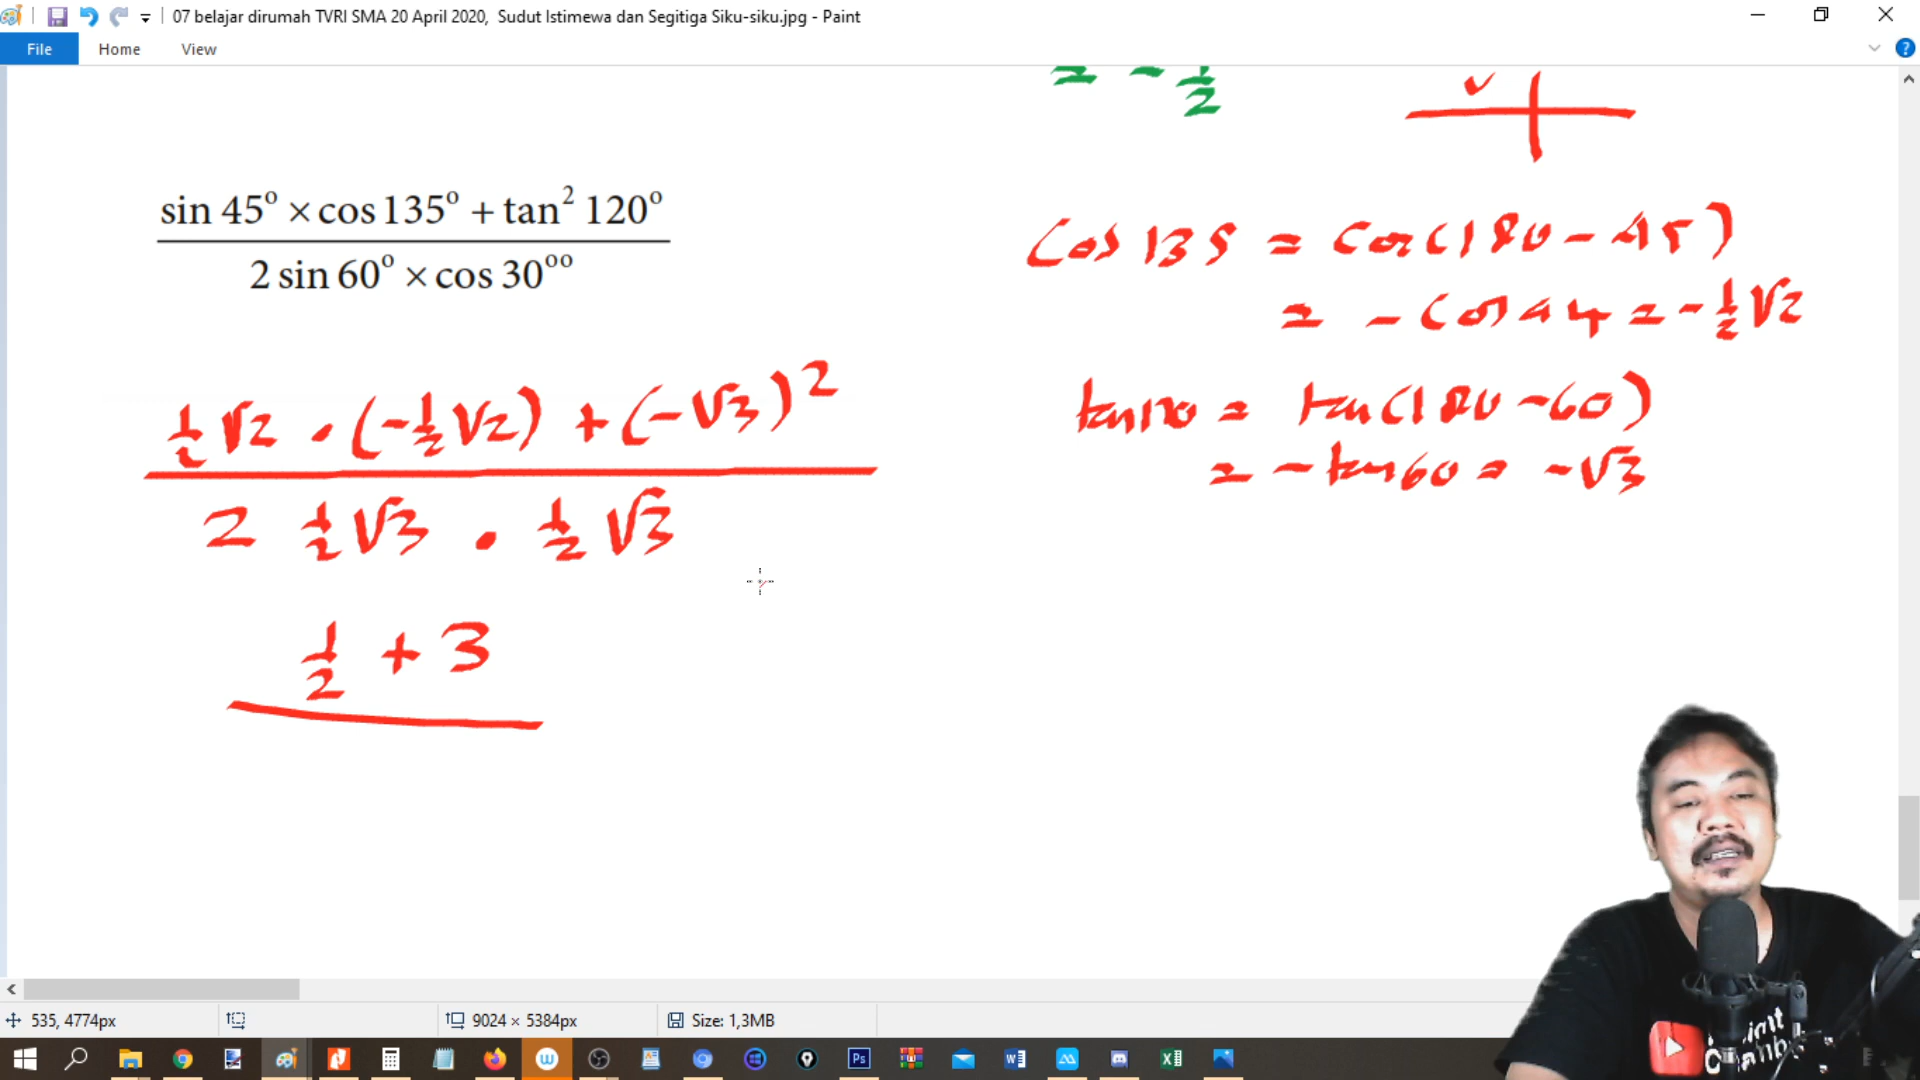 07 belajar dirumah TVRI SMA 20 April 2020, Sudut Istimewa dan Segitiga Siku-siku.jpg - Paint
File Home View
= - 1/2
sin 45° × cos 135° + tan² 120°
2 sin 60° × cos 30°°
Cos 135 = Cos(180 - 45)
= - Cos 44 = - 1/2 √2
1/2 √2 . (- 1/2 √2) + (-√3)²
2 1/2 √3 . 1/2 √3
tan 120 = tan(180 - 60)
= - tan 60 = -√3
1/2 + 3
535, 4774px
9024 × 5384px
Size: 1,3MB